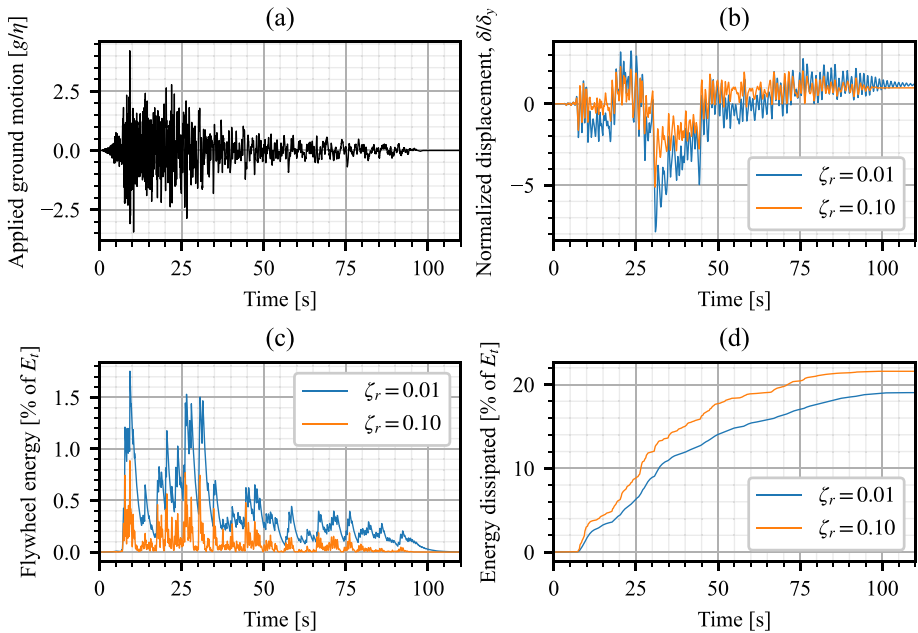 (a)
Applied ground motion [g/η]
2.5
0.0
−2.5
0 25 50 75 100
Time [s]
(b)
Normalized displacement, δ/δy
0
−5
ζr = 0.01
ζr = 0.10
0 25 50 75 100
Time [s]
(c)
Flywheel energy [% of Et]
1.5
1.0
0.5
0.0
ζr = 0.01
ζr = 0.10
0 25 50 75 100
Time [s]
(d)
Energy dissipated [% of Et]
20
10
0
ζr = 0.01
ζr = 0.10
0 25 50 75 100
Time [s]